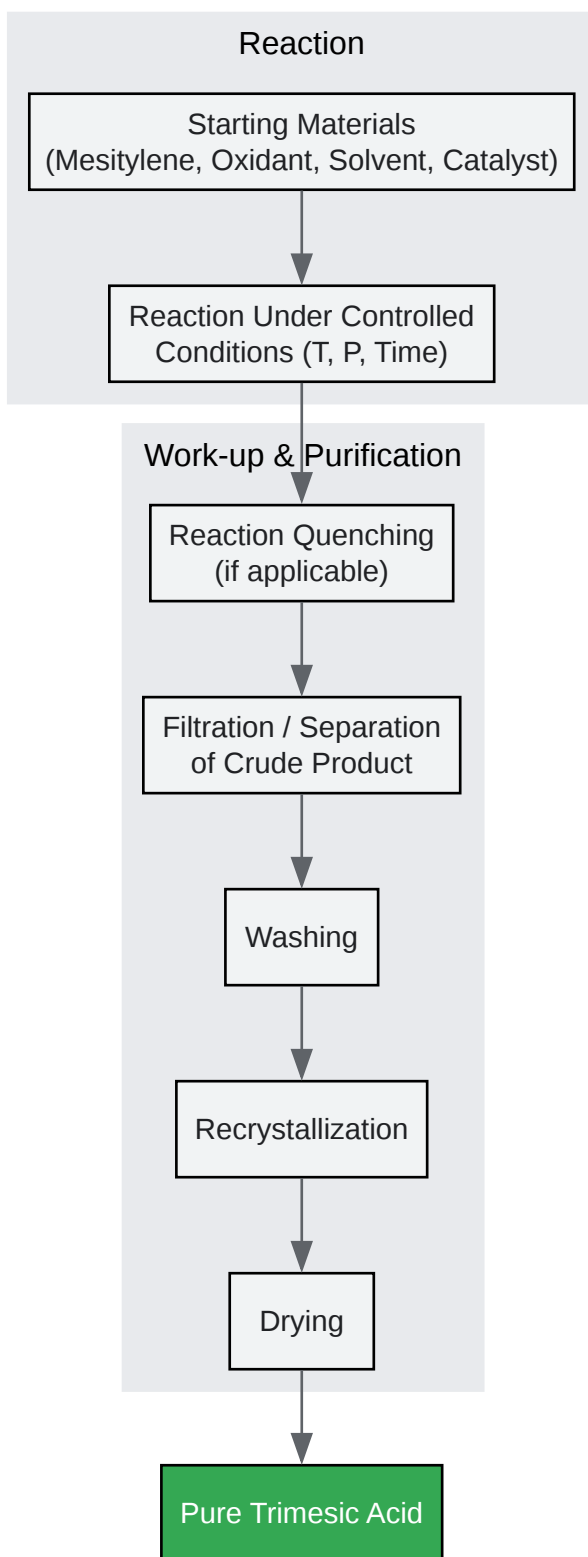 Reaction
Starting Materials
(Mesitylene, Oxidant, Solvent, Catalyst)
Reaction Under Controlled
Conditions (T, P, Time)
Work-up & Purification
Reaction Quenching
(if applicable)
Filtration / Separation
of Crude Product
Washing
Recrystallization
Drying
Pure Trimesic Acid